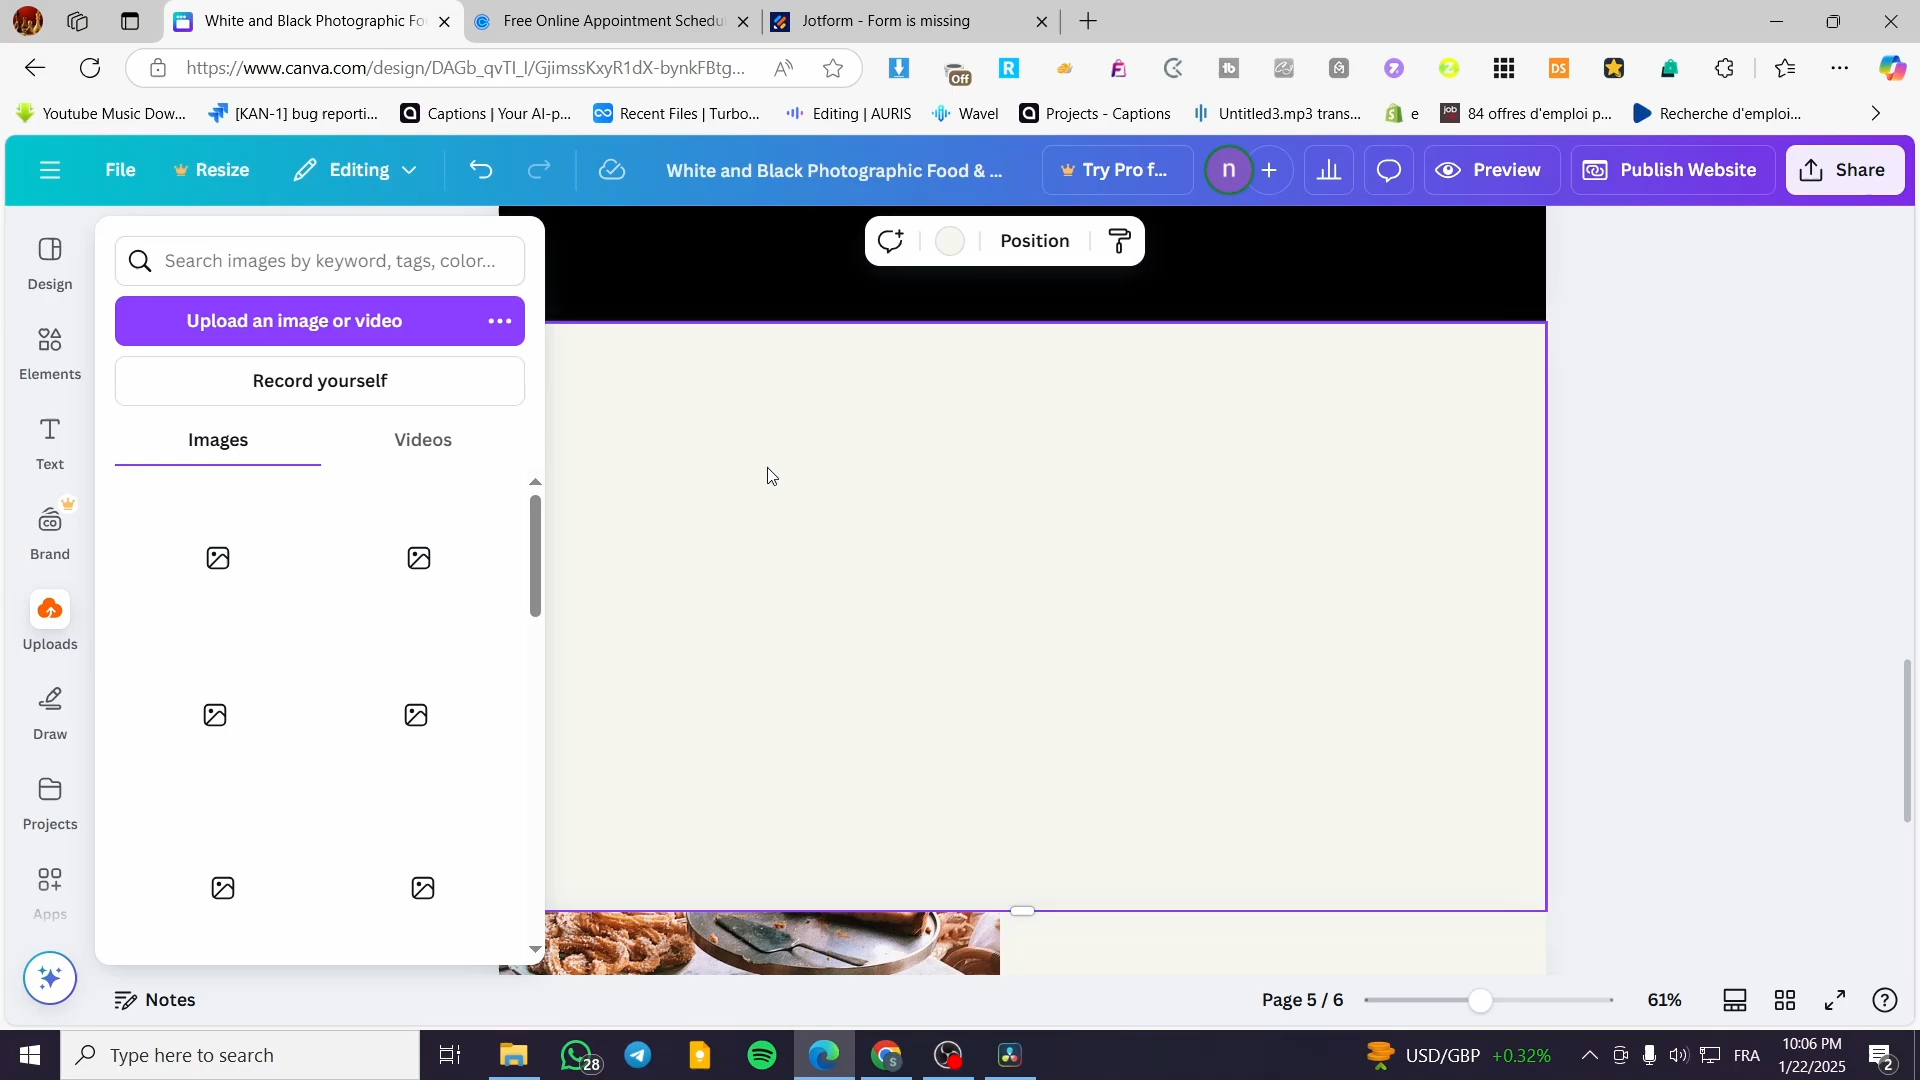 White and Black Photographic Fo
Free Online Appointment Schedu
Jotform - Form is missing
https://www.canva.com/design/DAGb_qvTI_I/GjimssKxyR1dX-bynkFBtg...
Off
Youtube Music Dow...
[KAN-1] bug reporti...
Captions | Your AI-p...
Recent Files | Turbo...
Editing | AURIS
Wavel
Projects - Captions
Untitled3.mp3 trans...
e
84 offres d'emploi p...
Recherche d'emploi...
File
Resize
Editing
White and Black Photographic Food & ...
Try Pro f...
n
Preview
Publish Website
Share
Search images by keyword, tags, color...
Position
Upload an image or video
Record yourself
Images
Videos
Design
Elements
Text
Brand
Uploads
Draw
Projects
Apps
Notes
Page 5 / 6
61%
Type here to search
28
USD/GBP +0.32%
FRA
10:06 PM
1/22/2025
2